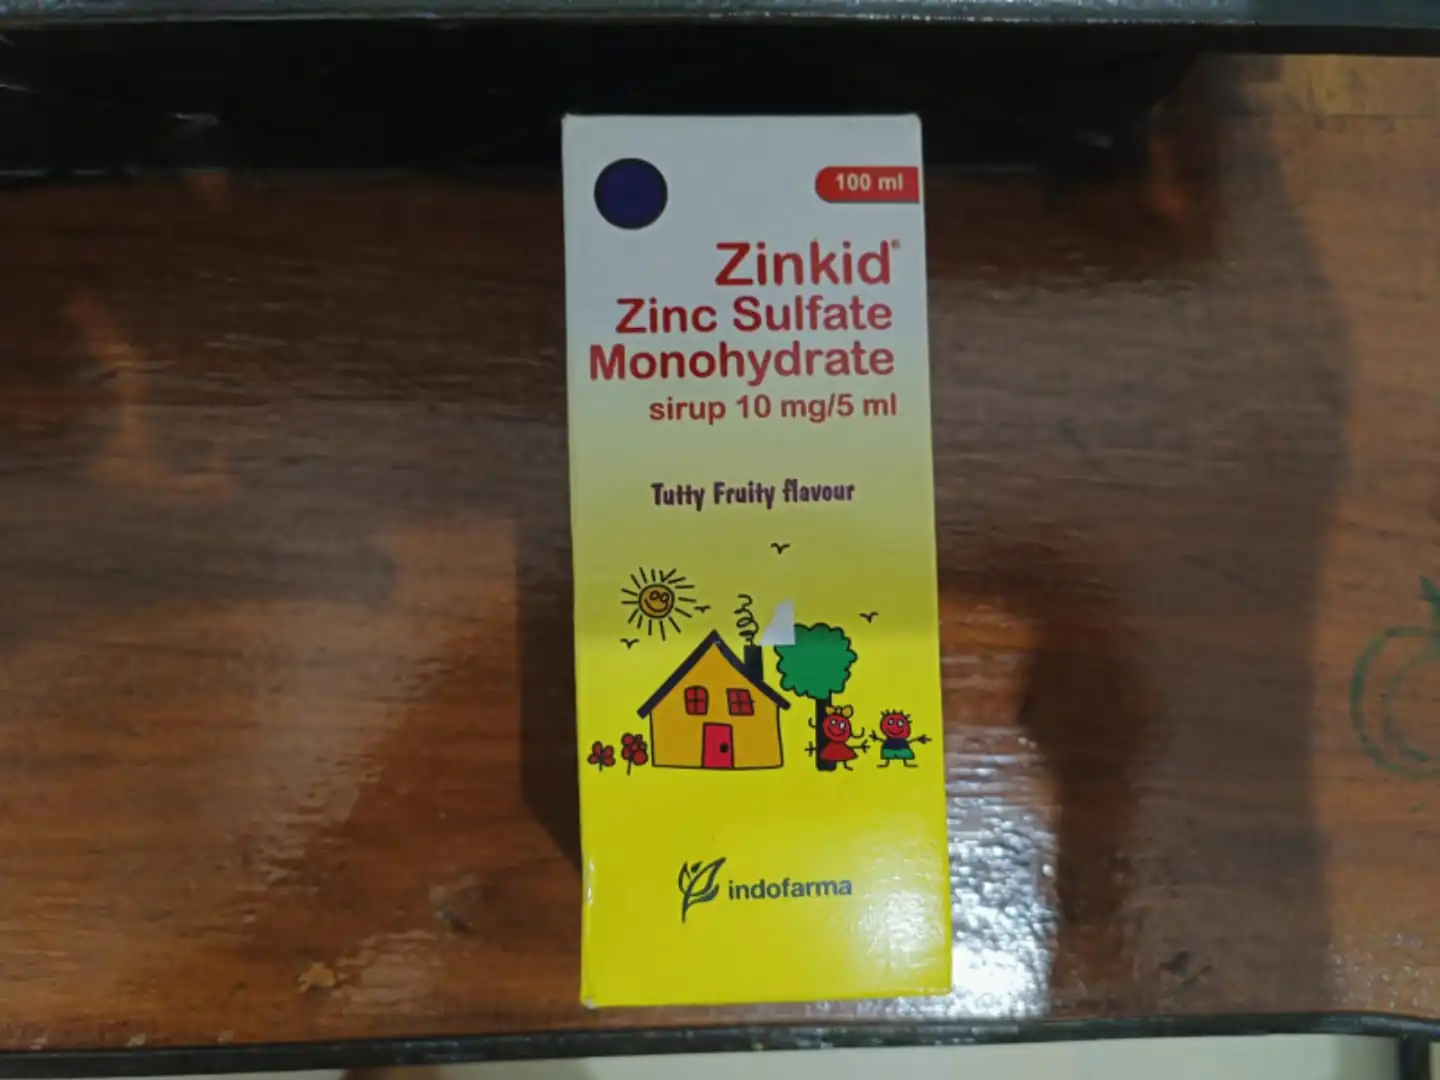 100 ml
Zinkid®
Zinc Sulfate
Monohydrate
sirup 10 mg/5 ml
Tutty Fruity flavour
indofarma